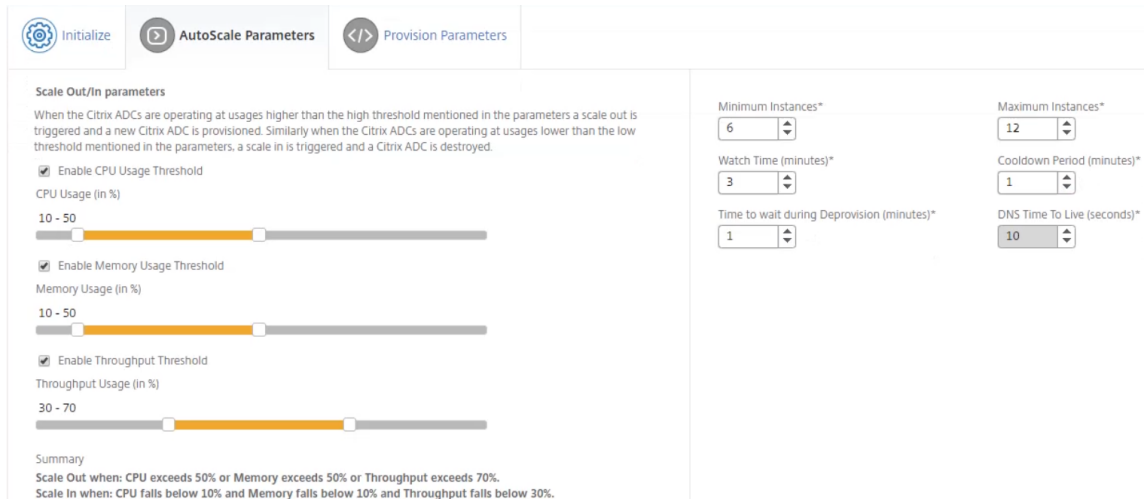 Initialize
AutoScale Parameters
</> Provision Parameters
Scale Out/In parameters
When the Citrix ADCs are operating at usages higher than the high threshold mentioned in the parameters a scale out is
triggered and a new Citrix ADC is provisioned. Similarly when the Citrix ADCs are operating at usages lower than the low
threshold mentioned in the parameters, a scale in is triggered and a Citrix ADC is destroyed.
Enable CPU Usage Threshold
CPU Usage (in %)
10 - 50
Enable Memory Usage Threshold
Memory Usage (in %)
10 - 50
Enable Throughput Threshold
Throughput Usage (in %)
30 - 70
Summary
Scale Out when: CPU exceeds 50% or Memory exceeds 50% or Throughput exceeds 70%.
Scale In when: CPU falls below 10% and Memory falls below 10% and Throughput falls below 30%.
Minimum Instances*
6
Maximum Instances*
12
Watch Time (minutes)*
3
Cooldown Period (minutes)*
1
Time to wait during Deprovision (minutes)*
1
DNS Time To Live (seconds)*
10